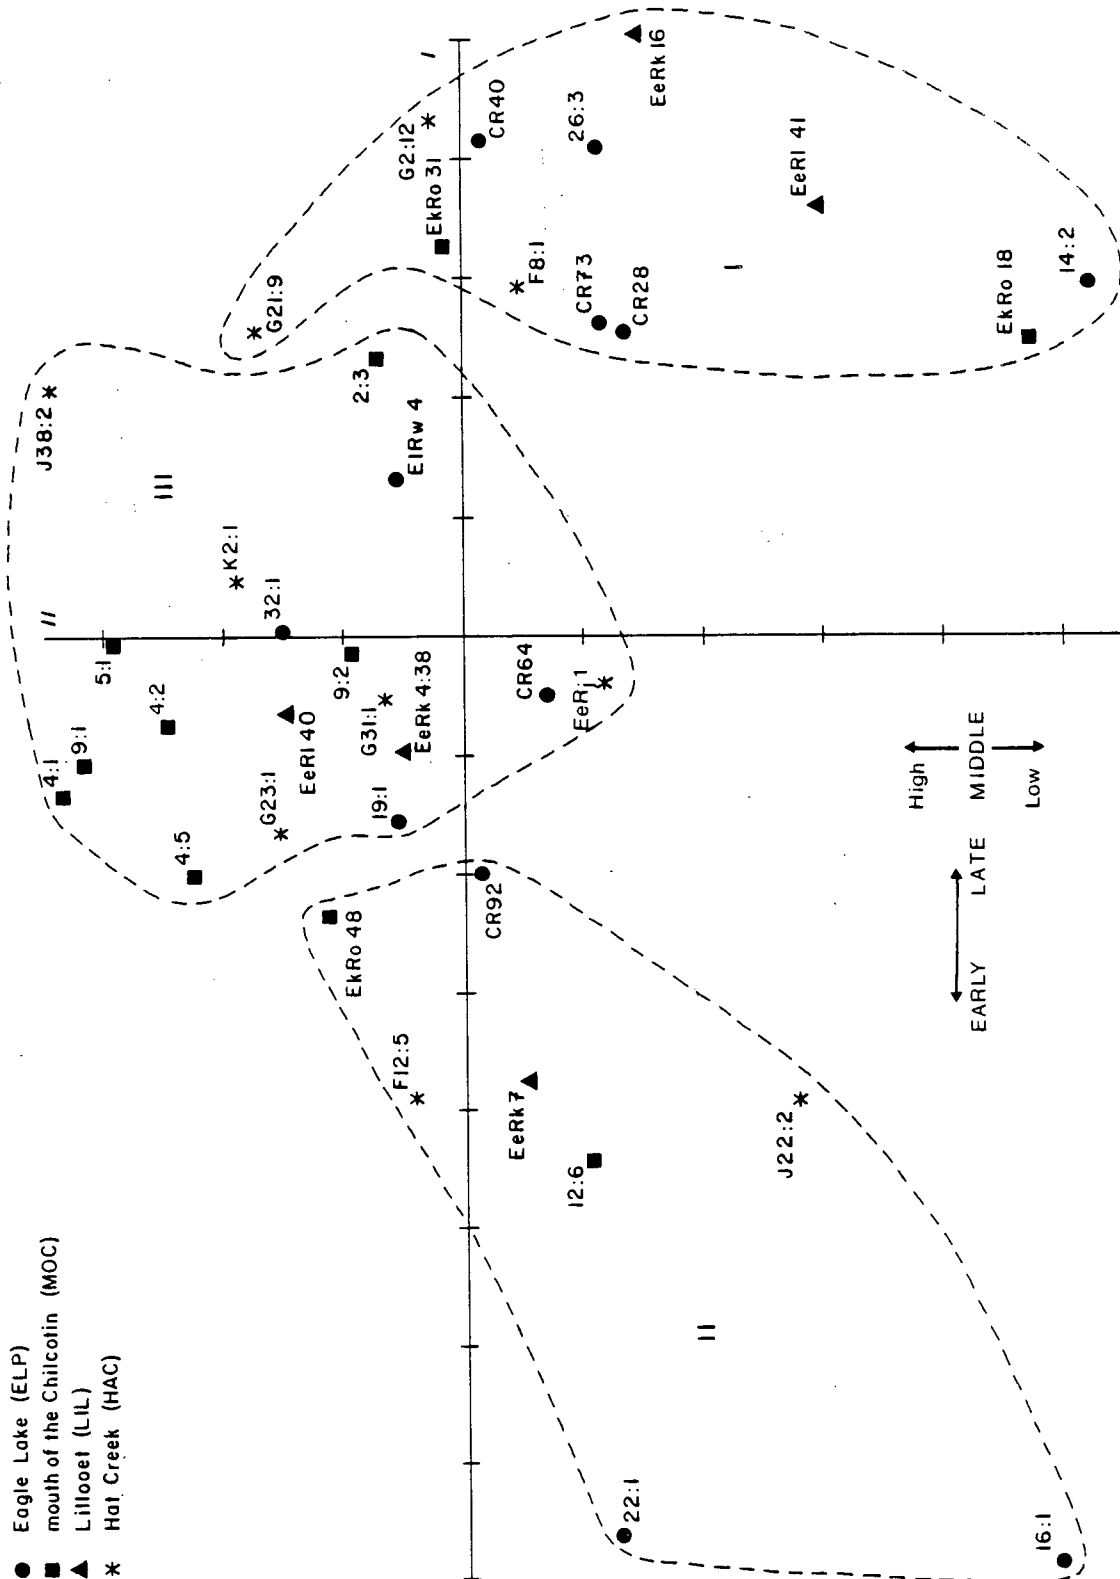 ● Eagle Lake (ELP)
■ mouth of the Chilcotin (MOC)
▲ Lillooet (LIL)
* Hat Creek (HAC)
II
I
J38:2
III
K2:1
5:1
4:2
9:1
4:1
4:5
32:1
EeRl 40
G23:1
9:2
G31:1
EeRk 4:38
19:1
2:3
ElRw 4
CR64
EeRj 1
G21:9
G2:12
EkRo 31
CR40
26:3
EeRk 16
F8:1
CR73
CR28
EeRl 41
I
EkRo 18
14:2
EkRo 48
CR92
F12:5
EeRk 7
12:6
J22:2
II
22:1
16:1
High
EARLY LATE MIDDLE
Low